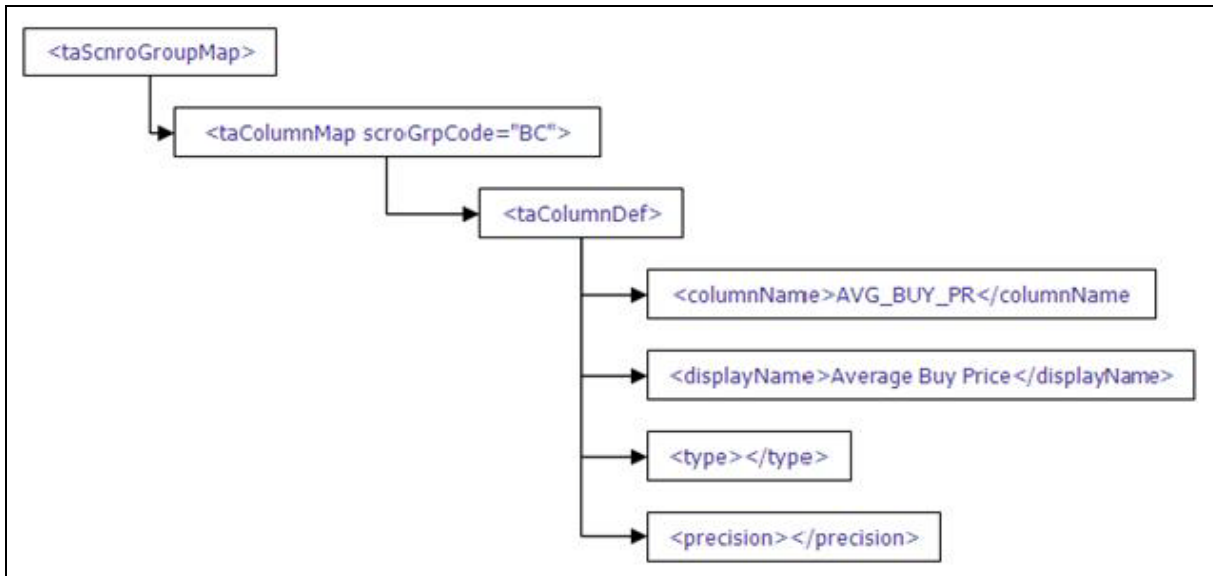 <taScnroGroupMap>
<taColumnMap scroGrpCode="BC">
<taColumnDef>
<columnName>AVG_BUY_PR</columnName
<displayName>Average Buy Price</displayName>
<type></type>
<precision></precision>